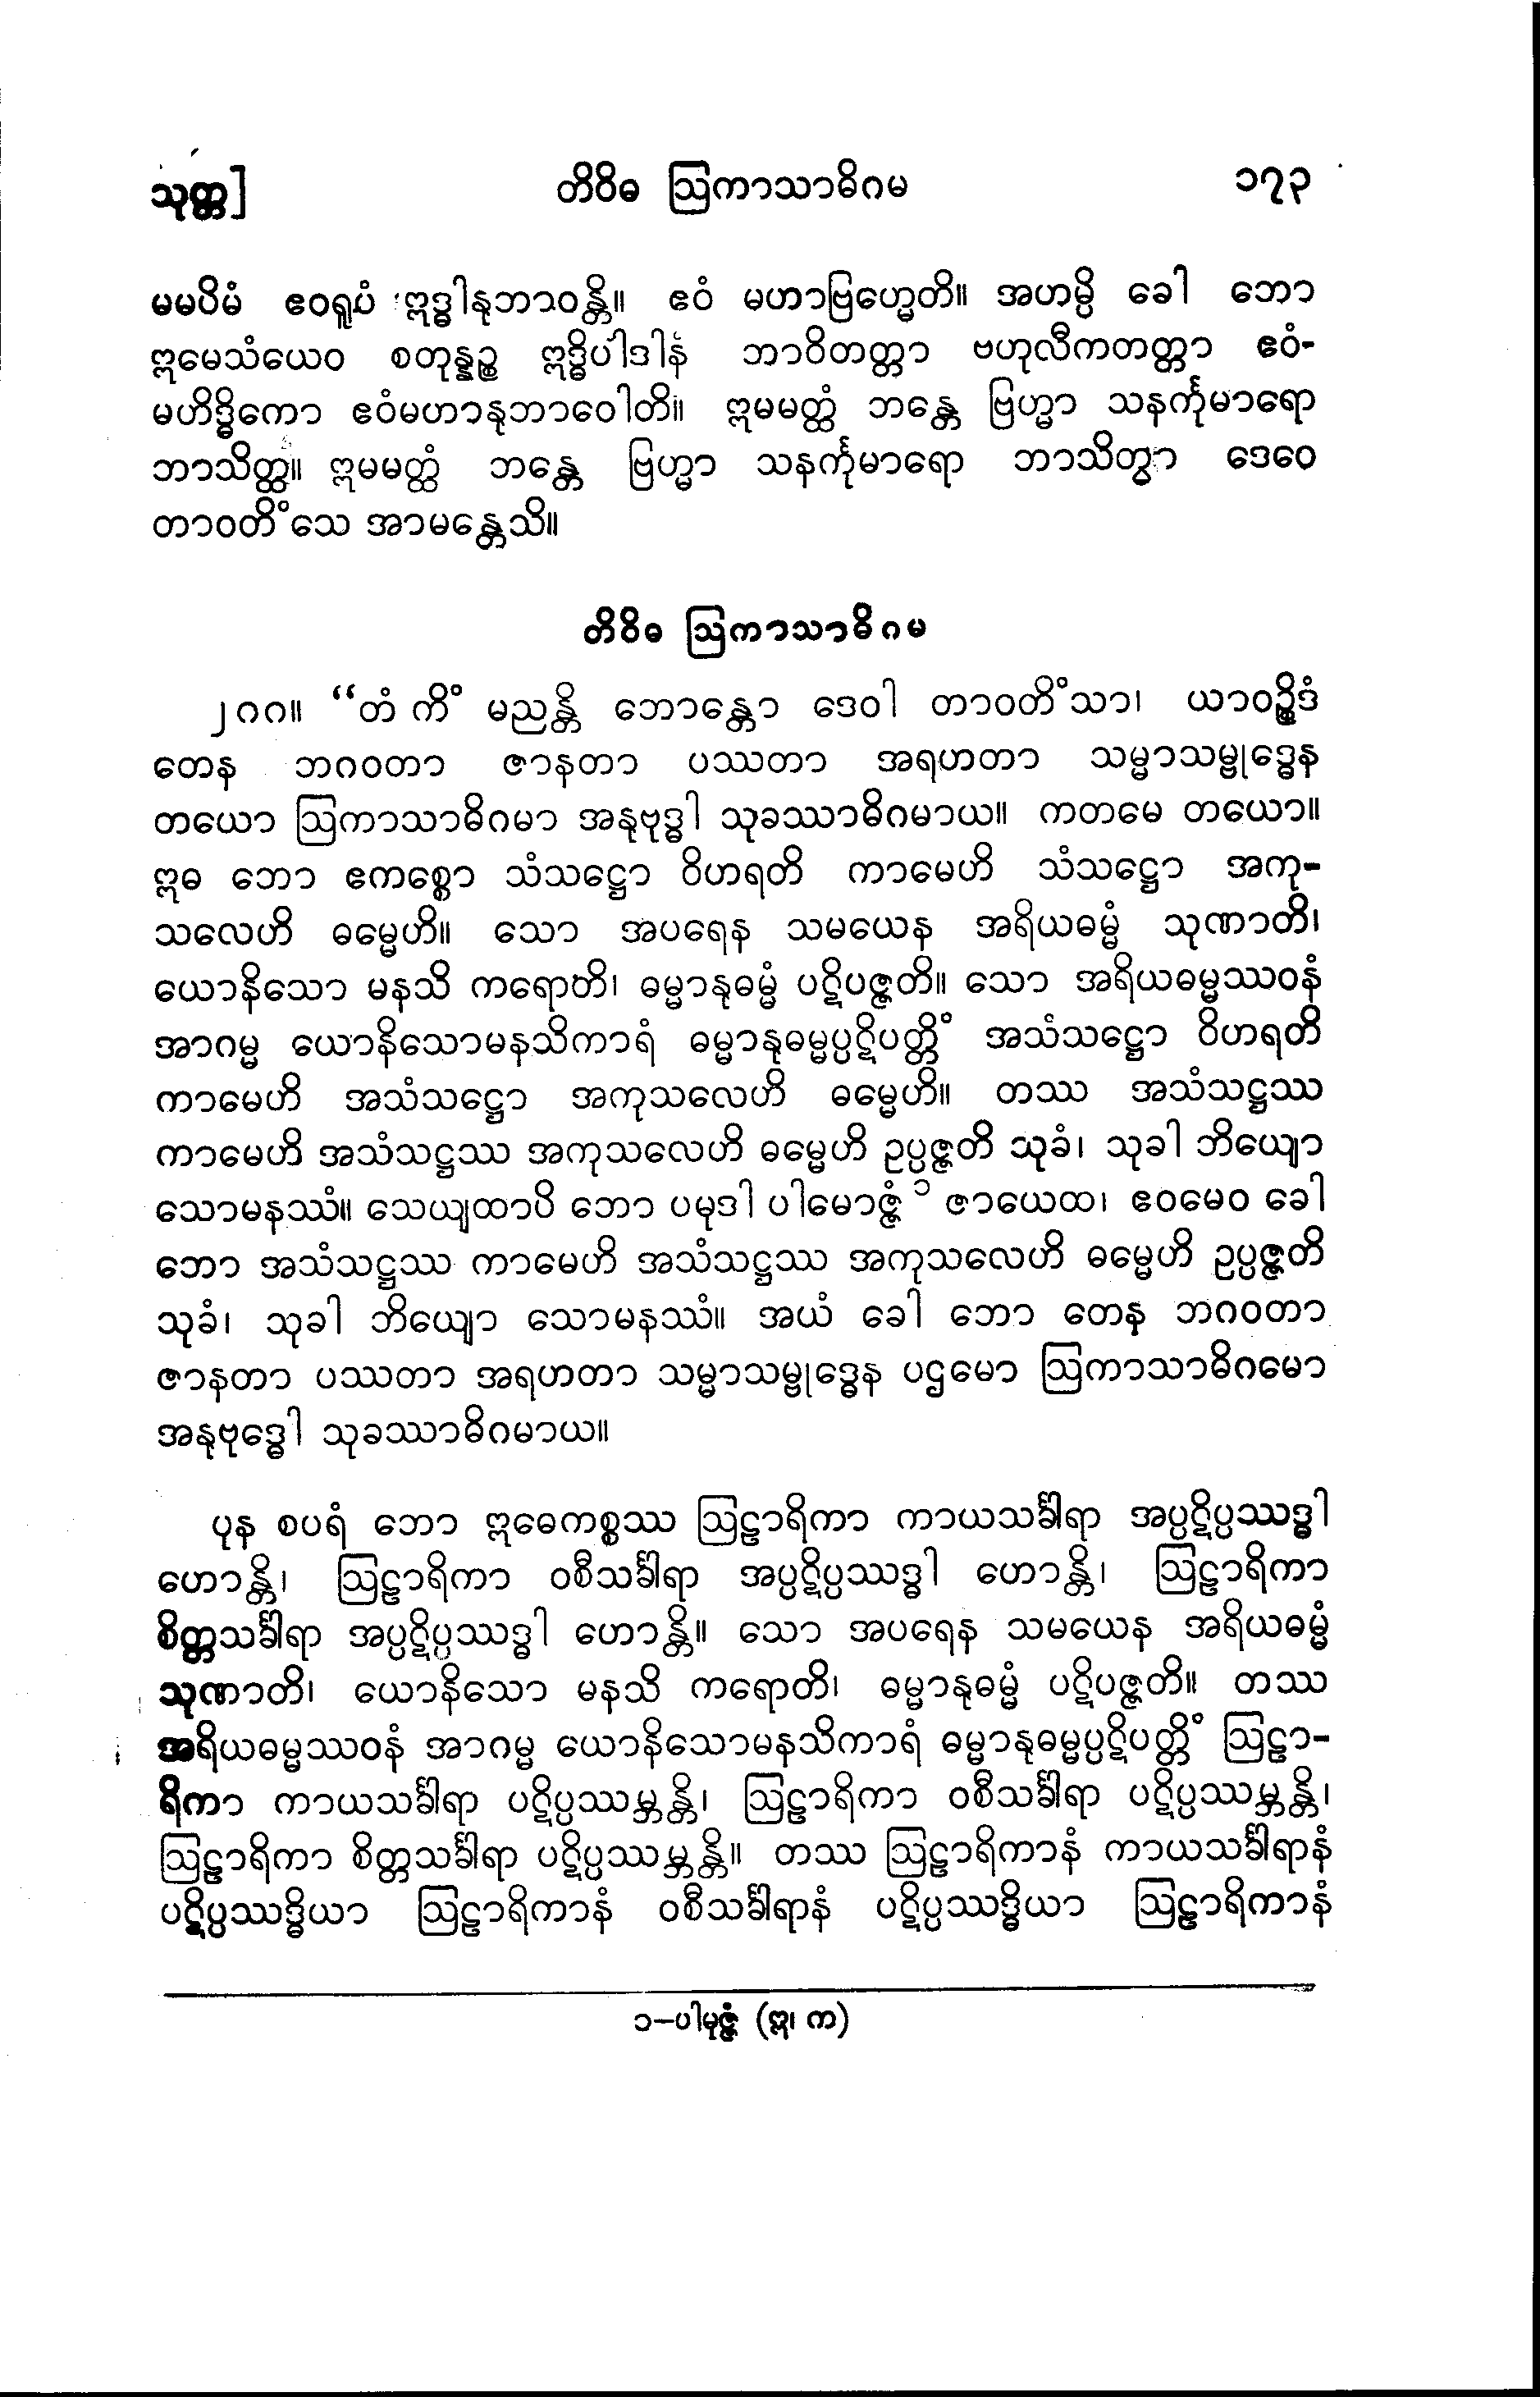 သုတ္တ]
တိဝိဓ ဩကာသာဓိဂမ
၁၇၃
မမပိမံ ဧဝရူပံ ဣဒ္ဓါနုဘာဝန္တိ။ ဧဝံ မဟာဗြဟ္မေတိ။ အဟမ္ပိ ခေါ ဘော
ဣမေသံယေဝ စတုန္နဉ္စ ဣဒ္ဓိပါဒါနံ ဘာဝိတတ္တာ ဗဟုလီကတတ္တာ ဧဝံ-
မဟိဒ္ဓိကော ဧဝံမဟာနုဘာဝေါတိ။ ဣမမတ္ထံ ဘန္တေ ဗြဟ္မာ သနင်္ကုမာရော
ဘာသိတ္ထ။ ဣမမတ္ထံ ဘန္တေ ဗြဟ္မာ သနင်္ကုမာရော ဘာသိတွာ ဒေဝေ
တာဝတိံသေ အာမန္တေသိ။
တိဝိဓ ဩကာသာဓိဂမ
၂၈၈။ “တံ ကိံ မညန္တိ ဘောန္တော ဒေဝါ တာဝတိံသာ၊ ယာဝဉ္စိဒံ
တေန ဘဂဝတာ ဇာနတာ ပဿတာ အရဟတာ သမ္မာသမ္ဗုဒ္ဓေန
တယော ဩကာသာဓိဂမာ အနုဗုဒ္ဓါ သုခဿာဓိဂမာယ။ ကတမေ တယော။
ဣဓ ဘော ဧကစ္စော သံသဋ္ဌော ဝိဟရတိ ကာမေဟိ သံသဋ္ဌော အကု-
သလေဟိ ဓမ္မေဟိ။ သော အပရေန သမယေန အရိယဓမ္မံ သုဏာတိ၊
ယောနိသော မနသိ ကရောတိ၊ ဓမ္မာနုဓမ္မံ ပဋိပဇ္ဇတိ။ သော အရိယဓမ္မဿဝနံ
အာဂမ္မ ယောနိသောမနသိကာရံ ဓမ္မာနုဓမ္မပ္ပဋိပတ္တိံ အသံသဋ္ဌော ဝိဟရတိ
ကာမေဟိ အသံသဋ္ဌော အကုသလေဟိ ဓမ္မေဟိ။ တဿ အသံသဋ္ဌဿ
ကာမေဟိ အသံသဋ္ဌဿ အကုသလေဟိ ဓမ္မေဟိ ဥပ္ပဇ္ဇတိ သုခံ၊ သုခါ ဘိယျော
သောမနဿံ။ သေယျထာပိ ဘော ပမုဒါ ပါမောဇ္ဇံ ၁ ဇာယေထ၊ ဧဝမေဝ ခေါ
ဘော အသံသဋ္ဌဿ ကာမေဟိ အသံသဋ္ဌဿ အကုသလေဟိ ဓမ္မေဟိ ဥပ္ပဇ္ဇတိ
သုခံ၊ သုခါ ဘိယျော သောမနဿံ။ အယံ ခေါ ဘော တေန ဘဂဝတာ
ဇာနတာ ပဿတာ အရဟတာ သမ္မာသမ္ဗုဒ္ဓေန ပဌမော ဩကာသာဓိဂမော
အနုဗုဒ္ဓေါ သုခဿာဓိဂမာယ။
ပုန စပရံ ဘော ဣဓေကစ္စဿ ဩဠာရိကာ ကာယသင်္ခါရာ အပ္ပဋိပ္ပဿဒ္ဓါ
ဟောန္တိ၊ ဩဠာရိကာ ဝစီသင်္ခါရာ အပ္ပဋိပ္ပဿဒ္ဓါ ဟောန္တိ၊ ဩဠာရိကာ
စိတ္တသင်္ခါရာ အပ္ပဋိပ္ပဿဒ္ဓါ ဟောန္တိ။ သော အပရေန သမယေန အရိယဓမ္မံ
သုဏာတိ၊ ယောနိသော မနသိ ကရောတိ၊ ဓမ္မာနုဓမ္မံ ပဋိပဇ္ဇတိ။ တဿ
အရိယဓမ္မဿဝနံ အာဂမ္မ ယောနိသောမနသိကာရံ ဓမ္မာနုဓမ္မပ္ပဋိပတ္တိံ ဩဠာ-
ရိကာ ကာယသင်္ခါရာ ပဋိပ္ပဿမ္ဘန္တိ၊ ဩဠာရိကာ ဝစီသင်္ခါရာ ပဋိပ္ပဿမ္ဘန္တိ၊
ဩဠာရိကာ စိတ္တသင်္ခါရာ ပဋိပ္ပဿမ္ဘန္တိ။ တဿ ဩဠာရိကာနံ ကာယသင်္ခါရာနံ
ပဋိပ္ပဿဒ္ဓိယာ ဩဠာရိကာနံ ဝစီသင်္ခါရာနံ ပဋိပ္ပဿဒ္ဓိယာ ဩဠာရိကာနံ
၁–ပါမုဇ္ဇံ (ဣ၊ က)